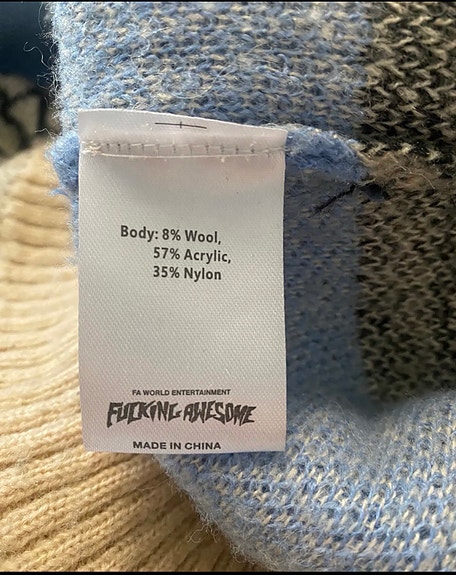 Body: 8% Wool,
57% Acrylic,
35% Nylon
FA WORLD ENTERTAINMENT
FUCKING AWESOME
MADE IN CHINA